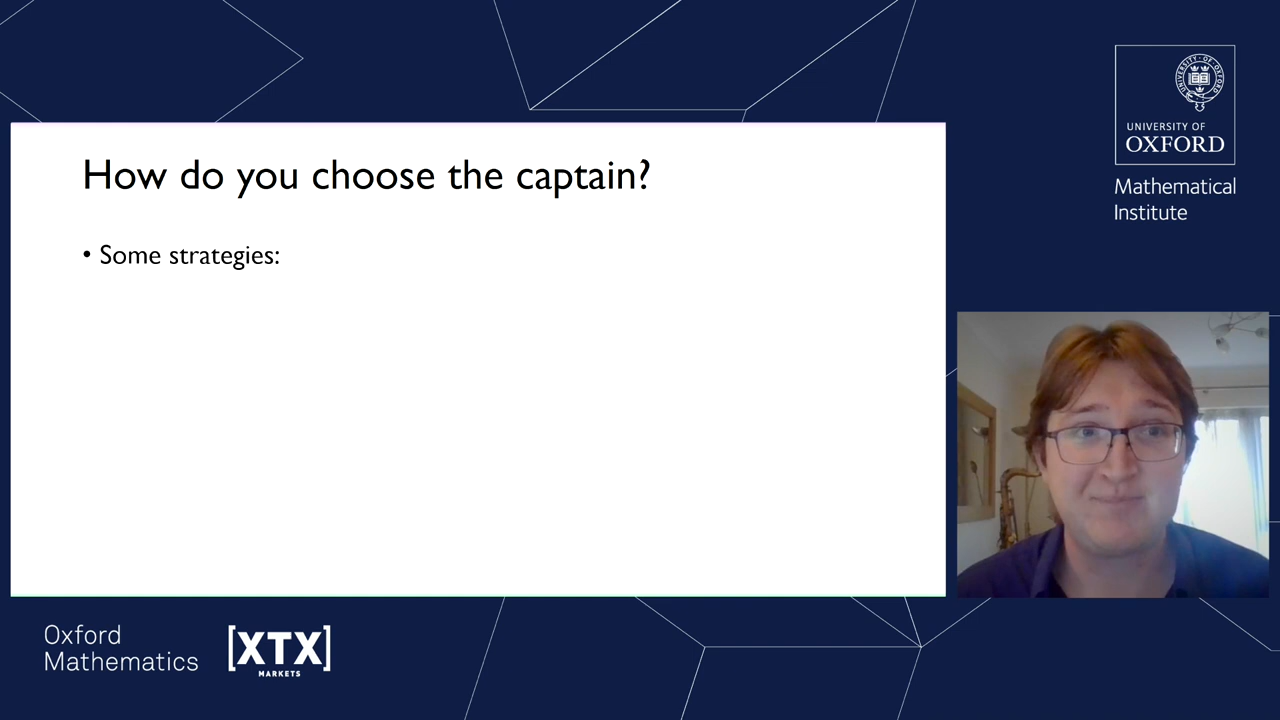 How do you choose the captain?
• Some strategies:
UNIVERSITY OF
OXFORD
Mathematical
Institute
Oxford
Mathematics
[XTX]
MARKETS